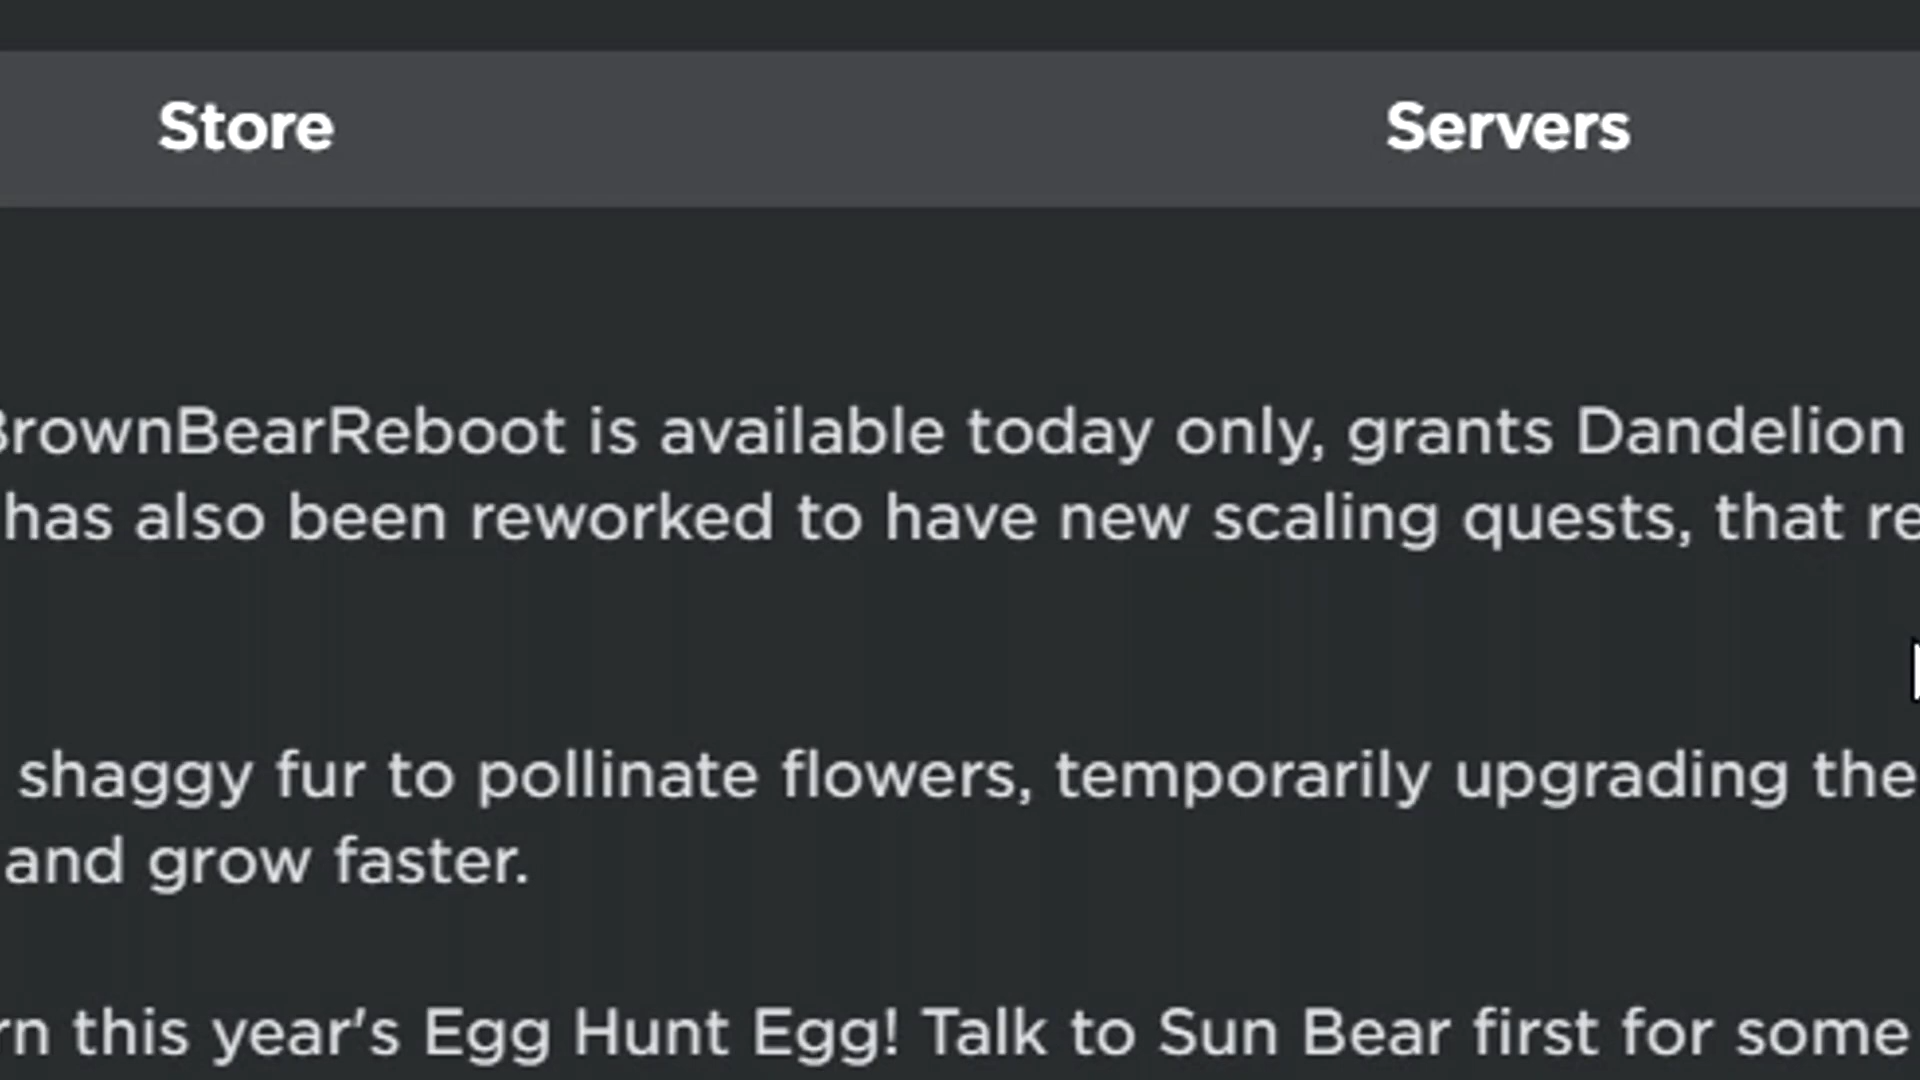 Store Servers
BrownBearReboot is available today only, grants Dandelion
has also been reworked to have new scaling quests, that re
shaggy fur to pollinate flowers, temporarily upgrading the
and grow faster.
rn this year's Egg Hunt Egg! Talk to Sun Bear first for some